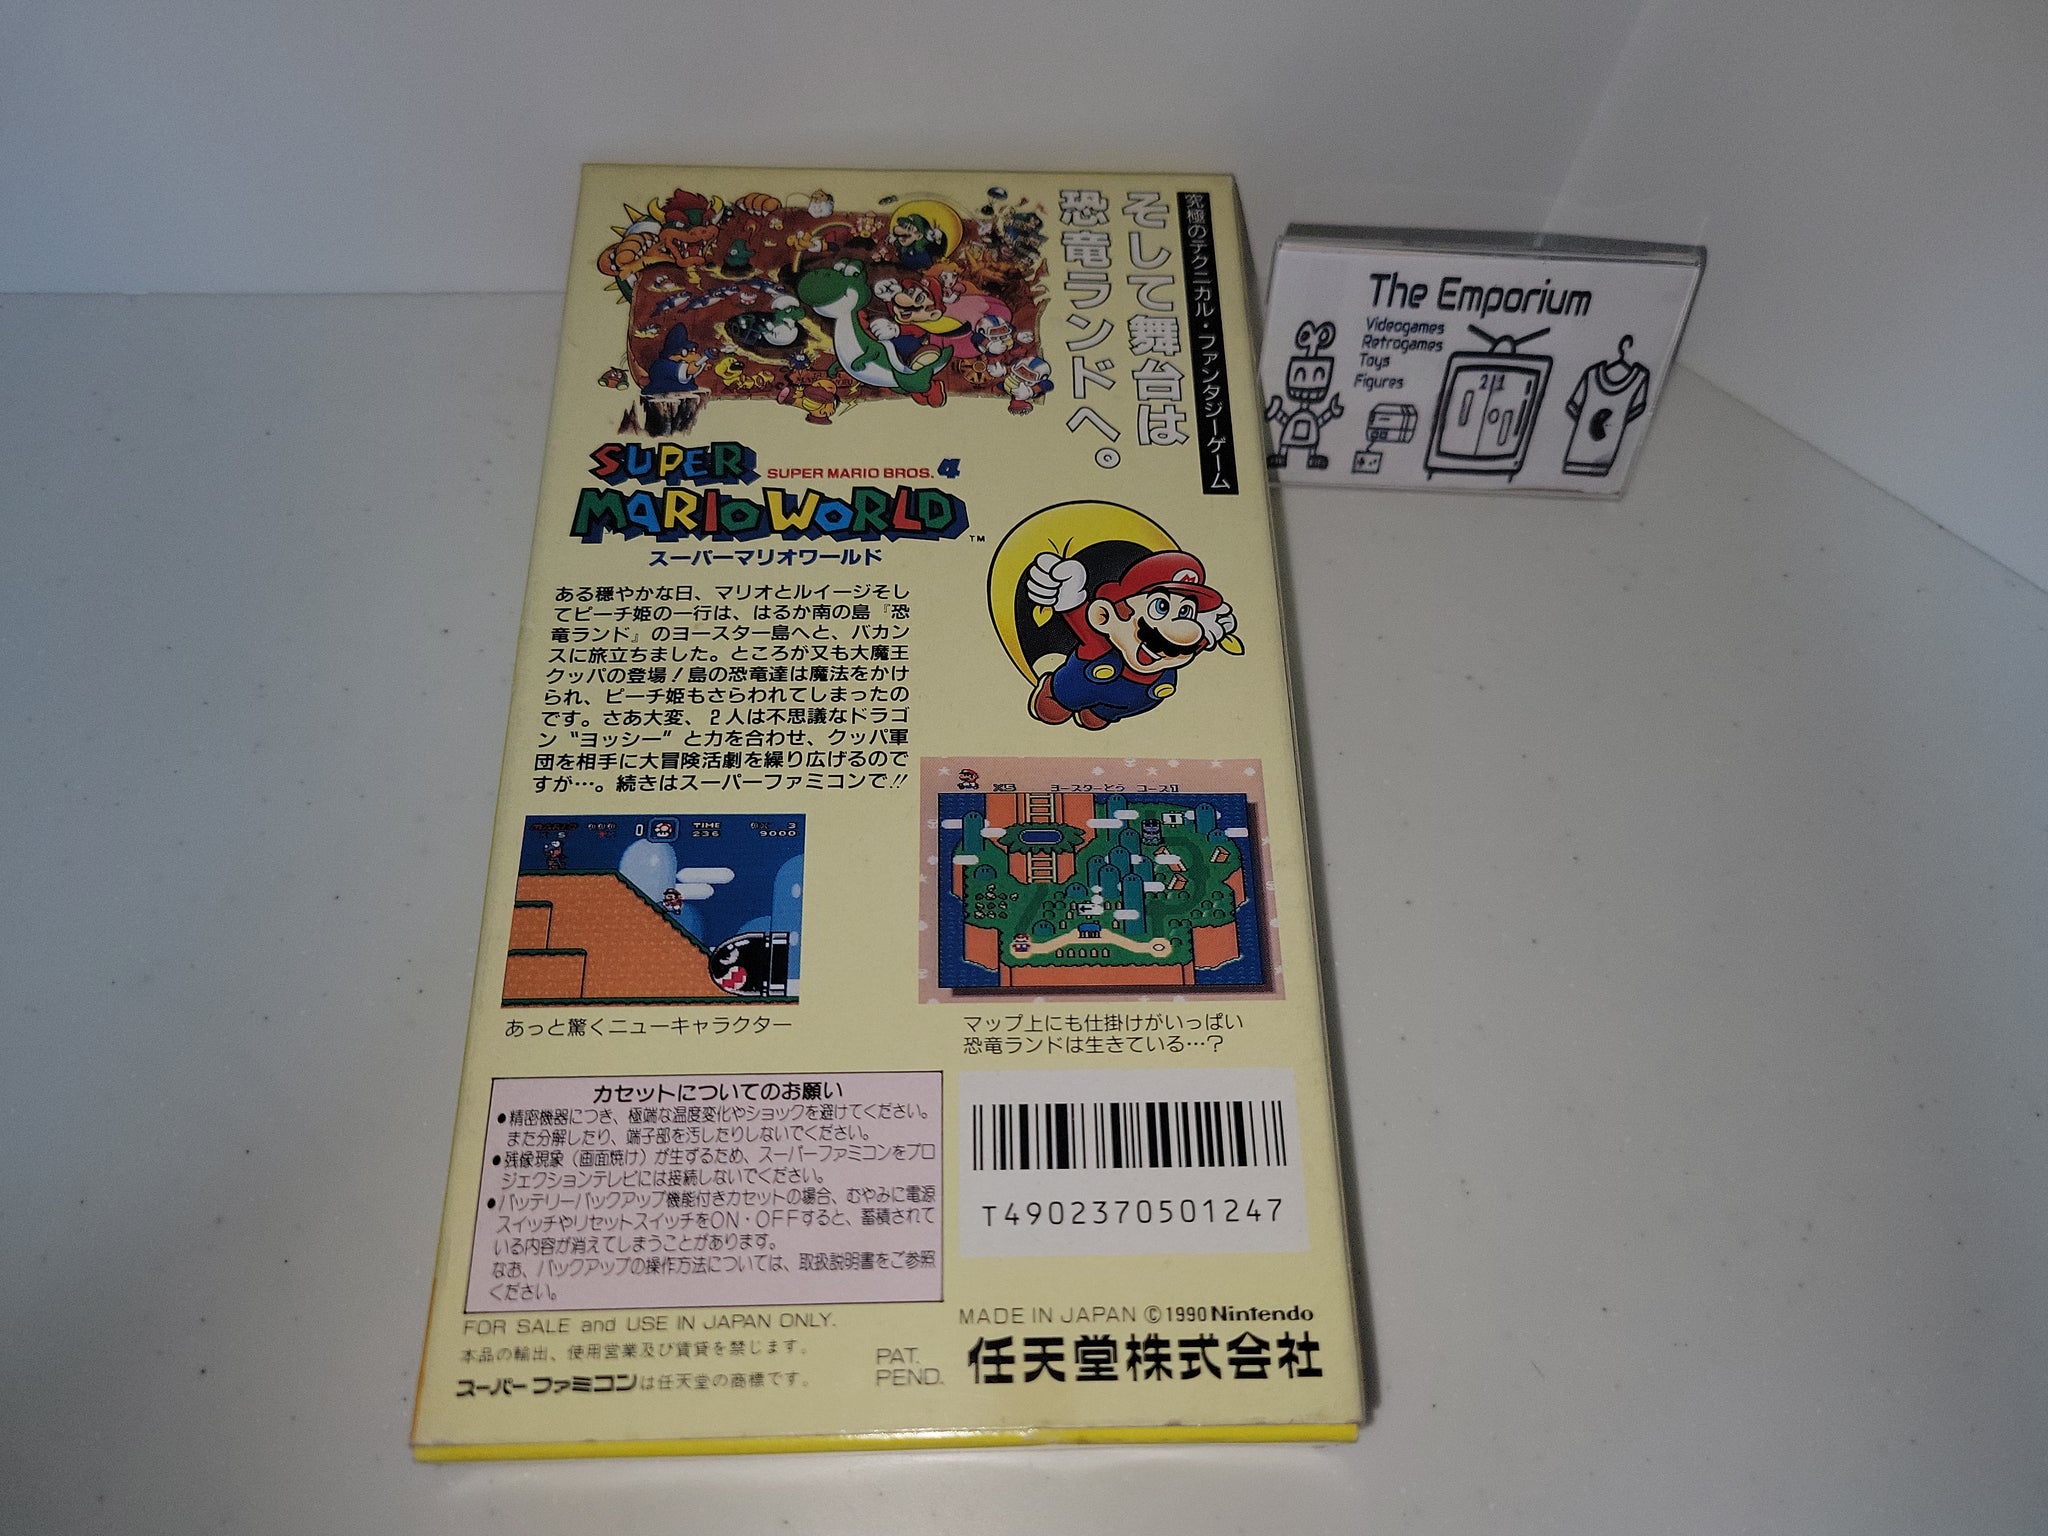 究極のテクニカル・ファンタジーゲーム
そして舞台は
恐竜ランドへ。
SUPER
SUPER MARIO BROS. 4
MARIO WORLD™
スーパーマリオワールド
ある穏やかな日、マリオとルイージそし
てピーチ姫の一行は、はるか南の島『恐
竜ランド』のヨースター島へと、バカン
スに旅立ちました。ところが又も大魔王
クッパの登場！島の恐竜達は魔法をかけ
られ、ピーチ姫もさらわれてしまったの
です。さあ大変、2人は不思議なドラゴ
ン“ヨッシー”と力を合わせ、クッパ軍
団を相手に大冒険活劇を繰り広げるので
すが…。続きはスーパーファミコンで!!
MARIO
5
0
TIME
236
3
9000
あっと驚くニューキャラクター
×5 ヨースターとう コース1
マップ上にも仕掛けがいっぱい
恐竜ランドは生きている…？
カセットについてのお願い
●精密機器につき、極端な温度変化やショックを避けてください。
また分解したり、端子部を汚したりしないでください。
●残像現象（画面焼け）が生ずるため、スーパーファミコンをプロ
ジェクションテレビには接続しないでください。
●バッテリーバックアップ機能付きカセットの場合、むやみに電源
スイッチやリセットスイッチをON・OFFすると、蓄積されて
いる内容が消えてしまうことがあります。
なお、バックアップの操作方法については、取扱説明書をご参照
ください。
T4902370501247
FOR SALE and USE IN JAPAN ONLY.
本品の輸出、使用営業及び賃貸を禁じます。
スーパーファミコンは任天堂の商標です。
PAT.
PEND.
MADE IN JAPAN ©1990 Nintendo
任天堂株式会社
The Emporium
Videogames
Retrogames
Toys
Figures